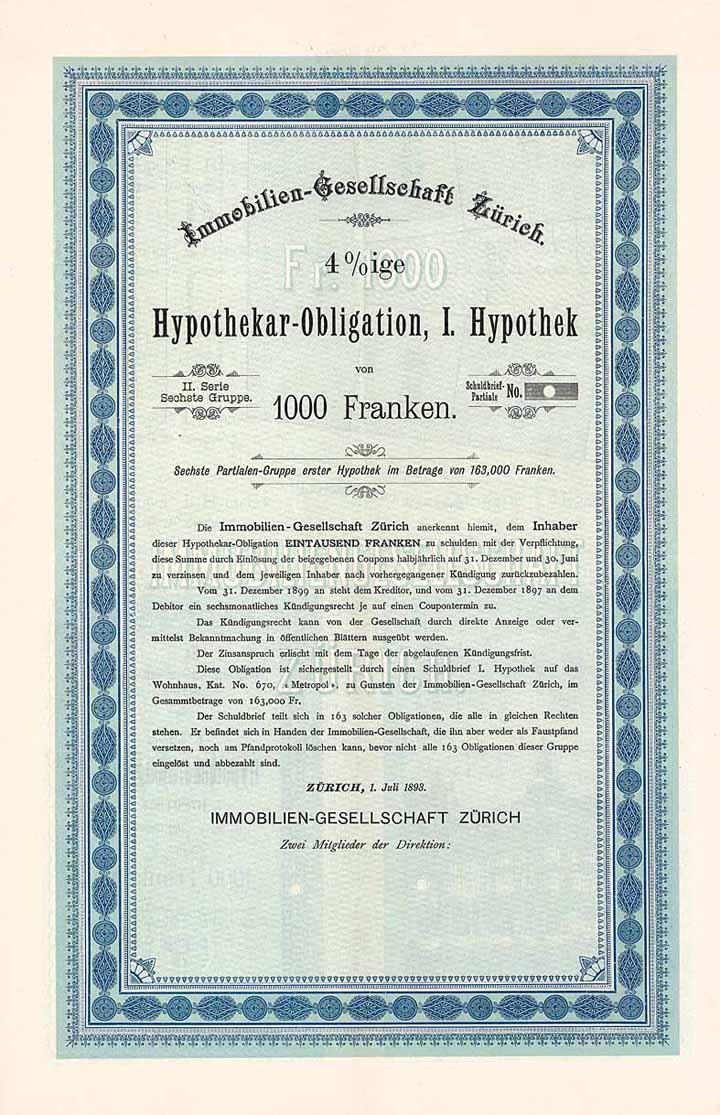 Immobilien-Gesellschaft Zürich.
Fr. 1000
4%ige
Hypothekar-Obligation, I. Hypothek
von
II. Serie
Sechste Gruppe.
1000 Franken.
Schuldbrief-
Partiale No.
Sechste Partialen-Gruppe erster Hypothek im Betrage von 163,000 Franken.
Die Immobilien-Gesellschaft Zürich anerkennt hiemit, dem Inhaber
dieser Hypothekar-Obligation EINTAUSEND FRANKEN zu schulden mit der Verpflichtung,
diese Summe durch Einlösung der beigegebenen Coupons halbjährlich auf 31. Dezember und 30. Juni
zu verzinsen und dem jeweiligen Inhaber nach vorhergegangener Kündigung zurückzubezahlen.
Vom 31. Dezember 1899 an steht dem Kreditor, und vom 31. Dezember 1897 an dem
Debitor ein sechsmonatliches Kündigungsrecht je auf einen Coupontermin zu.
Das Kündigungsrecht kann von der Gesellschaft durch direkte Anzeige oder ver-
mittelst Bekanntmachung in öffentlichen Blättern ausgeübt werden.
Der Zinsanspruch erlischt mit dem Tage der abgelaufenen Kündigungsfrist.
Diese Obligation ist sichergestellt durch einen Schuldbrief I. Hypothek auf das
Wohnhaus, Kat. No. 670, « Metropol », zu Gunsten der Immobilien-Gesellschaft Zürich, im
Gesammtbetrage von 163,000 Fr.
ZÜRICH.
Der Schuldbrief teilt sich in 163 solcher Obligationen, die alle in gleichen Rechten
stehen. Er befindet sich in Handen der Immobilien-Gesellschaft, die ihn aber weder als Faustpfand
versetzen, noch am Pfandprotokoll löschen kann, bevor nicht alle 163 Obligationen dieser Gruppe
eingelöst und abbezahlt sind.
ZÜRICH, 1. Juli 1893.
IMMOBILIEN-GESELLSCHAFT ZÜRICH
Zwei Mitglieder der Direktion: